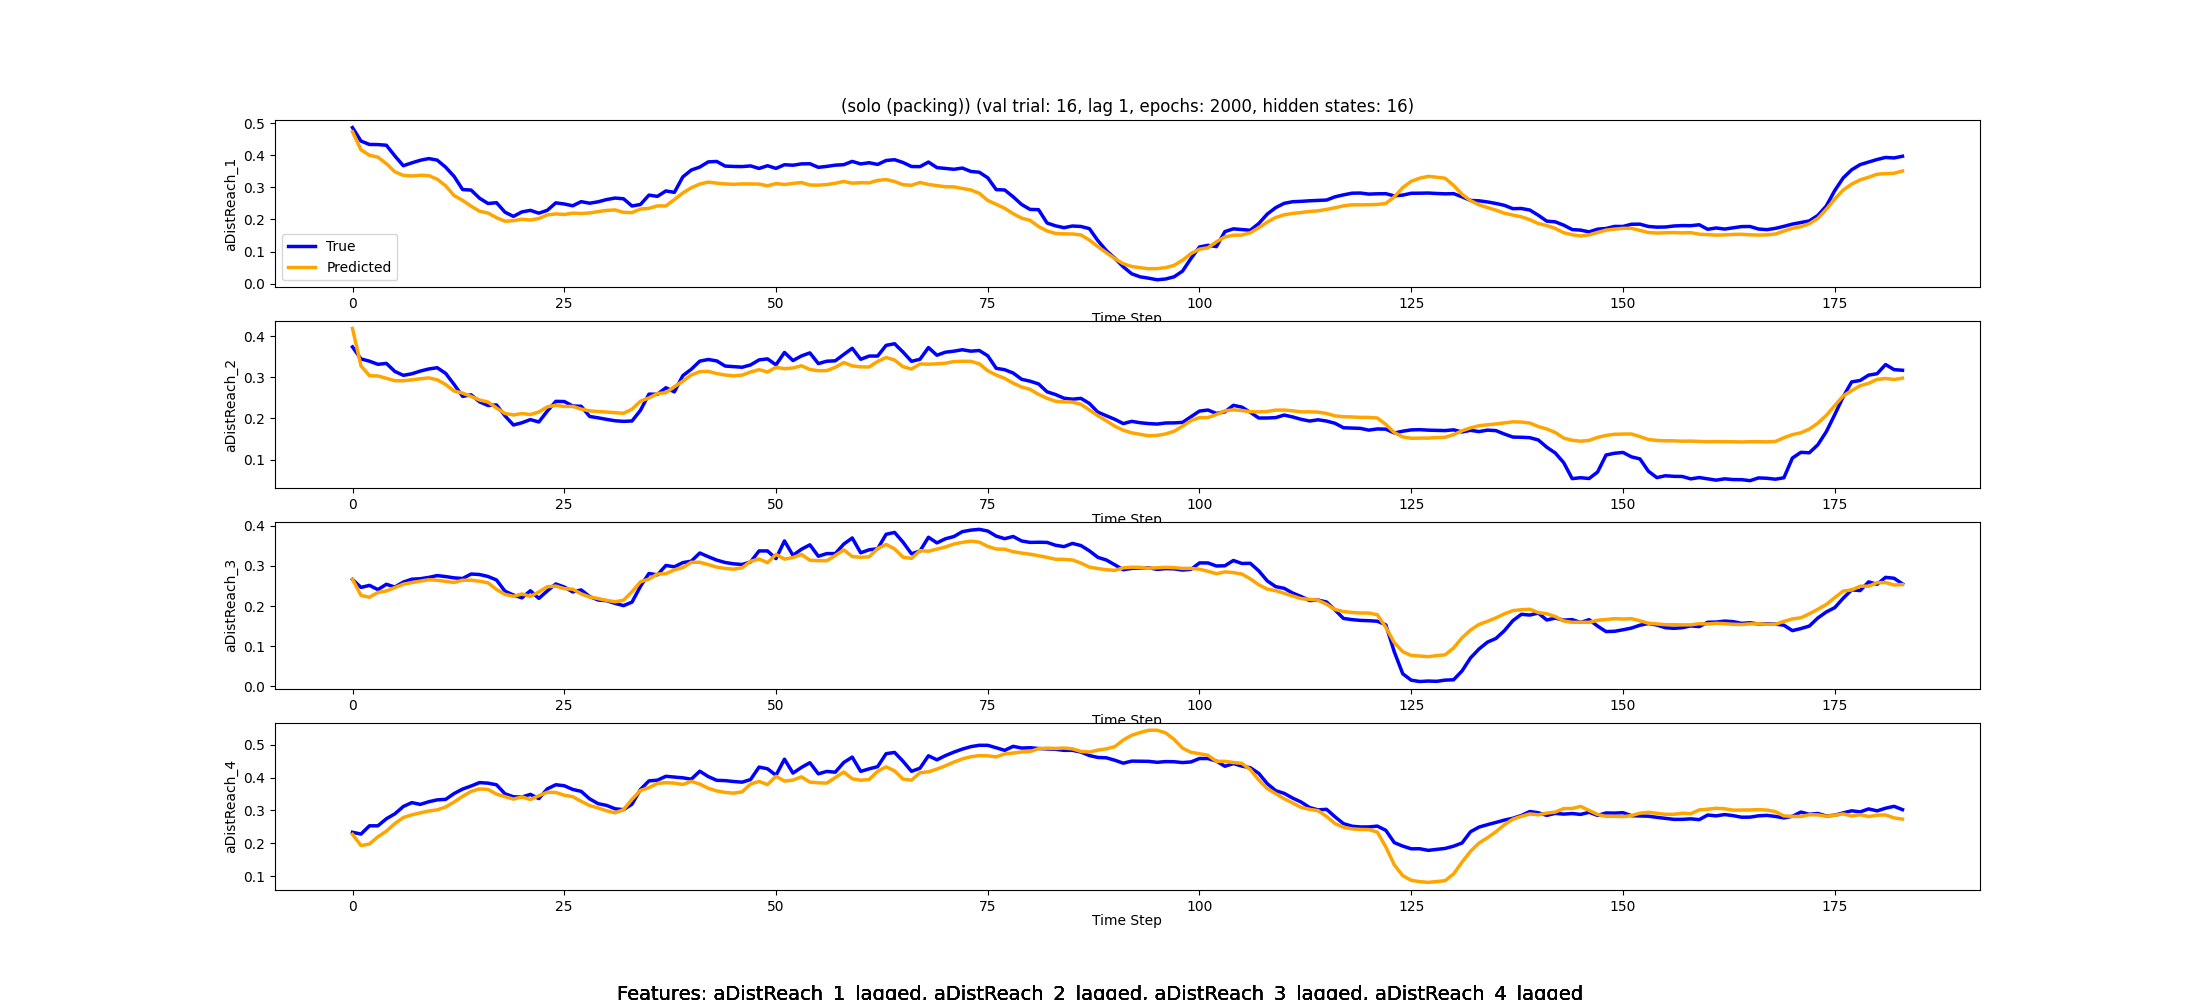 (solo (packing)) (val trial: 16, lag 1, epochs: 2000, hidden states: 16)
0.5
0.4
0.3
0.2
0.1
0.0
aDistReach_1
True
Predicted
0 25 50 75 100 125 150 175
Time Step
0.4
0.3
0.2
0.1
aDistReach_2
0 25 50 75 100 125 150 175
Time Step
0.4
0.3
0.2
0.1
0.0
aDistReach_3
0 25 50 75 100 125 150 175
Time Step
0.5
0.4
0.3
0.2
0.1
aDistReach_4
0 25 50 75 100 125 150 175
Time Step
Features: aDistReach_1_lagged, aDistReach_2_lagged, aDistReach_3_lagged, aDistReach_4_lagged